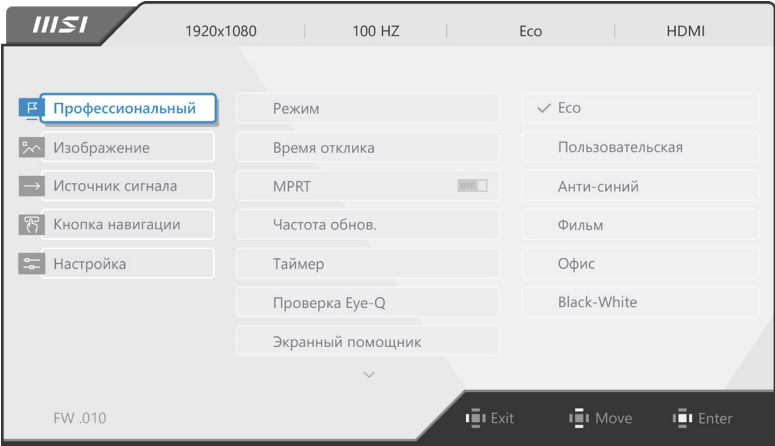 msi 1920x1080 100 HZ Eco HDMI
Профессиональный Режим Eco
Изображение Время отклика Пользовательская
Источник сигнала MPRT OFF Анти-синий
Кнопка навигации Частота обнов. Фильм
Настройка Таймер Офис
Проверка Eye-Q Black-White
Экранный помощник
FW .010 Exit Move Enter